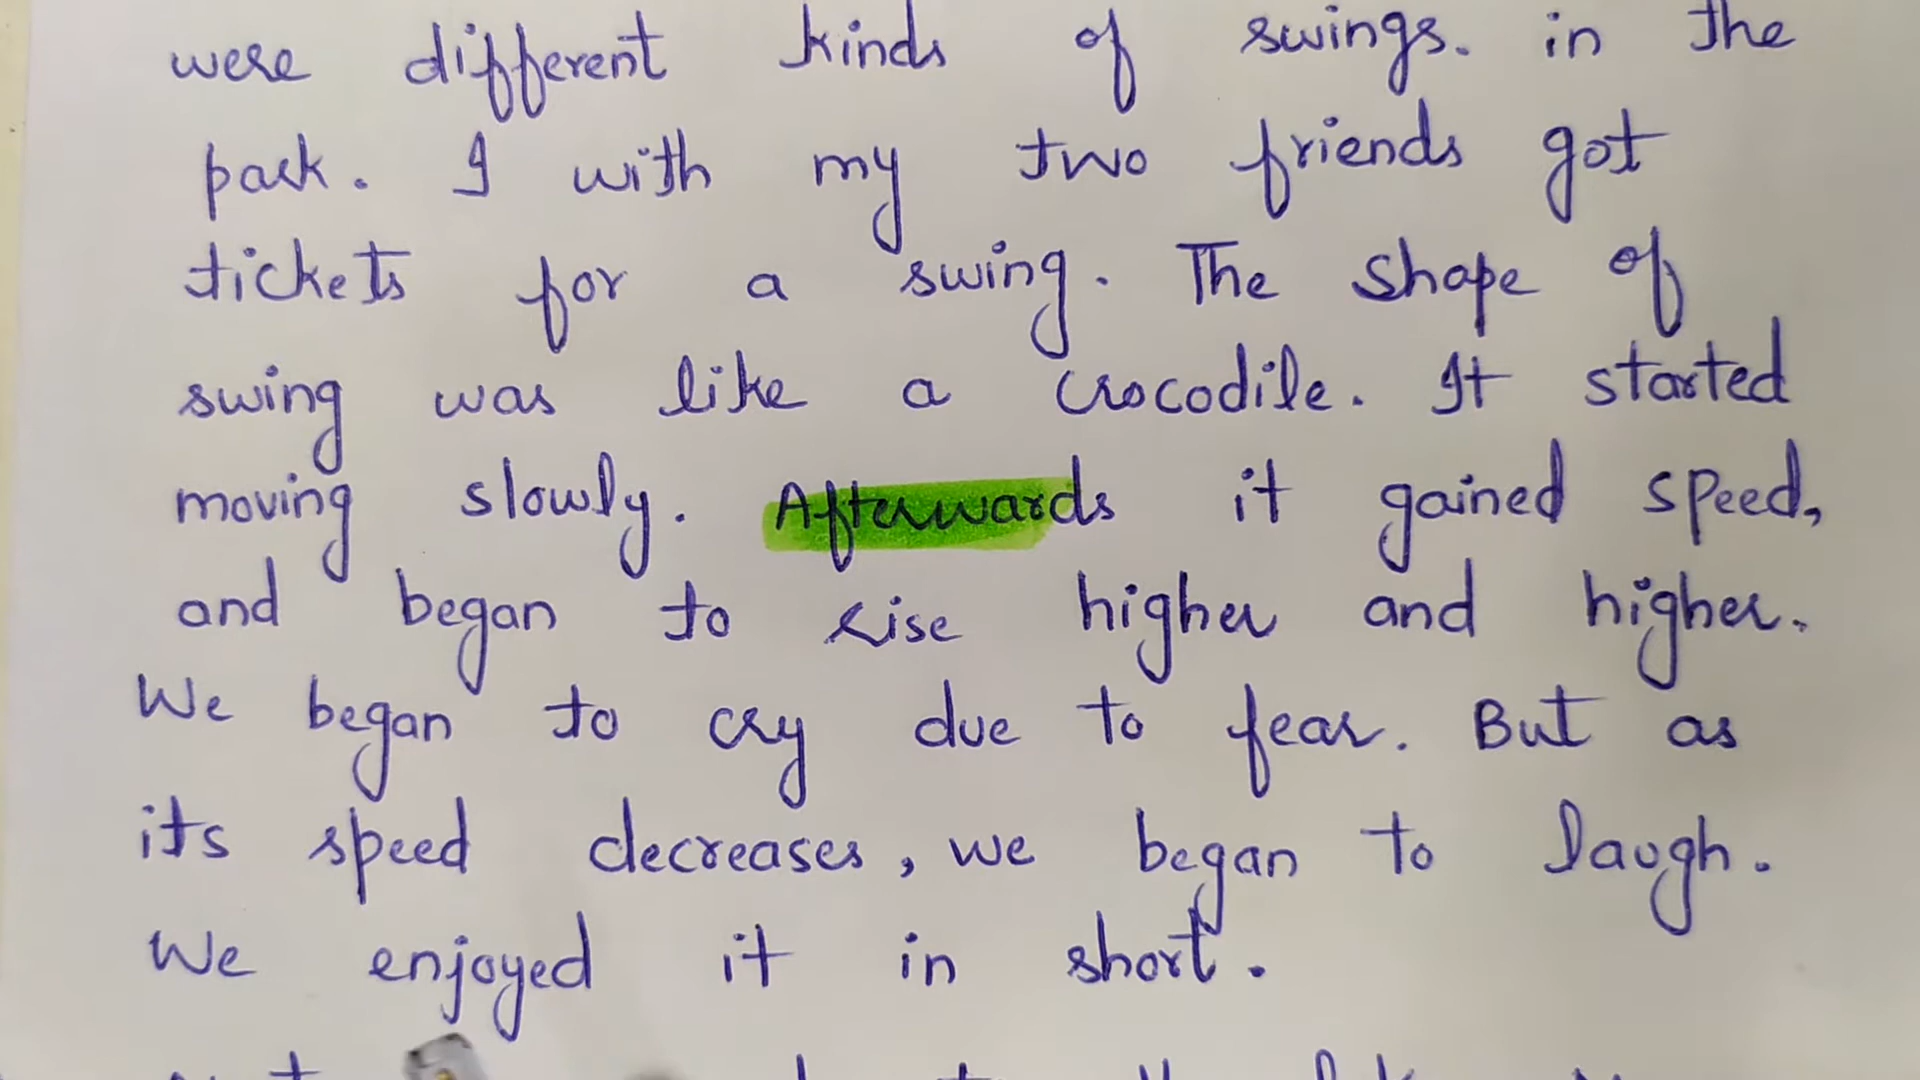 were different kinds of swings. in the
park. I with my two friends got
tickets for a swing. The shape of
swing was like a crocodile. It started
moving slowly. Afterwards it gained speed,
and began to rise higher and higher.
We began to cry due to fear. But as
its speed decreases, we began to laugh.
We enjoyed it in short.